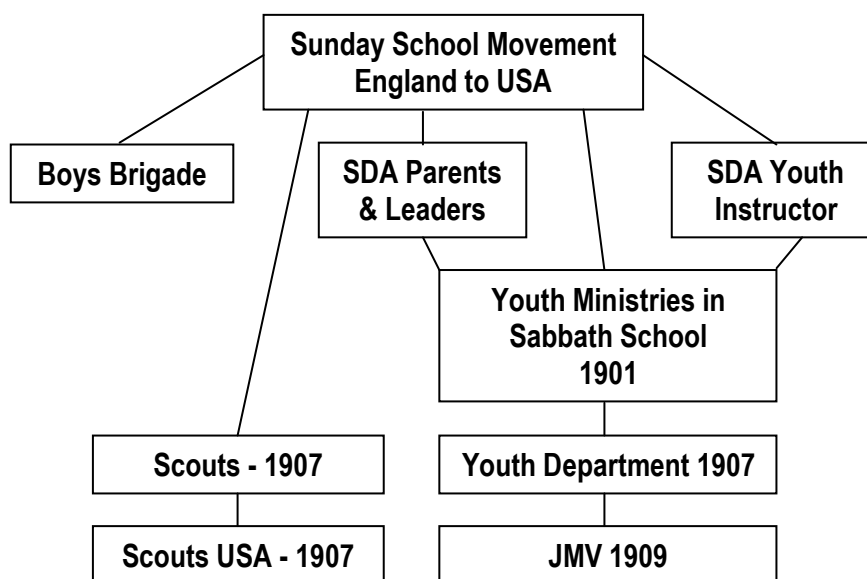 Sunday School Movement
England to USA
Boys Brigade
SDA Parents
& Leaders
SDA Youth
Instructor
Youth Ministries in
Sabbath School
1901
Scouts - 1907
Youth Department 1907
Scouts USA - 1907
JMV 1909